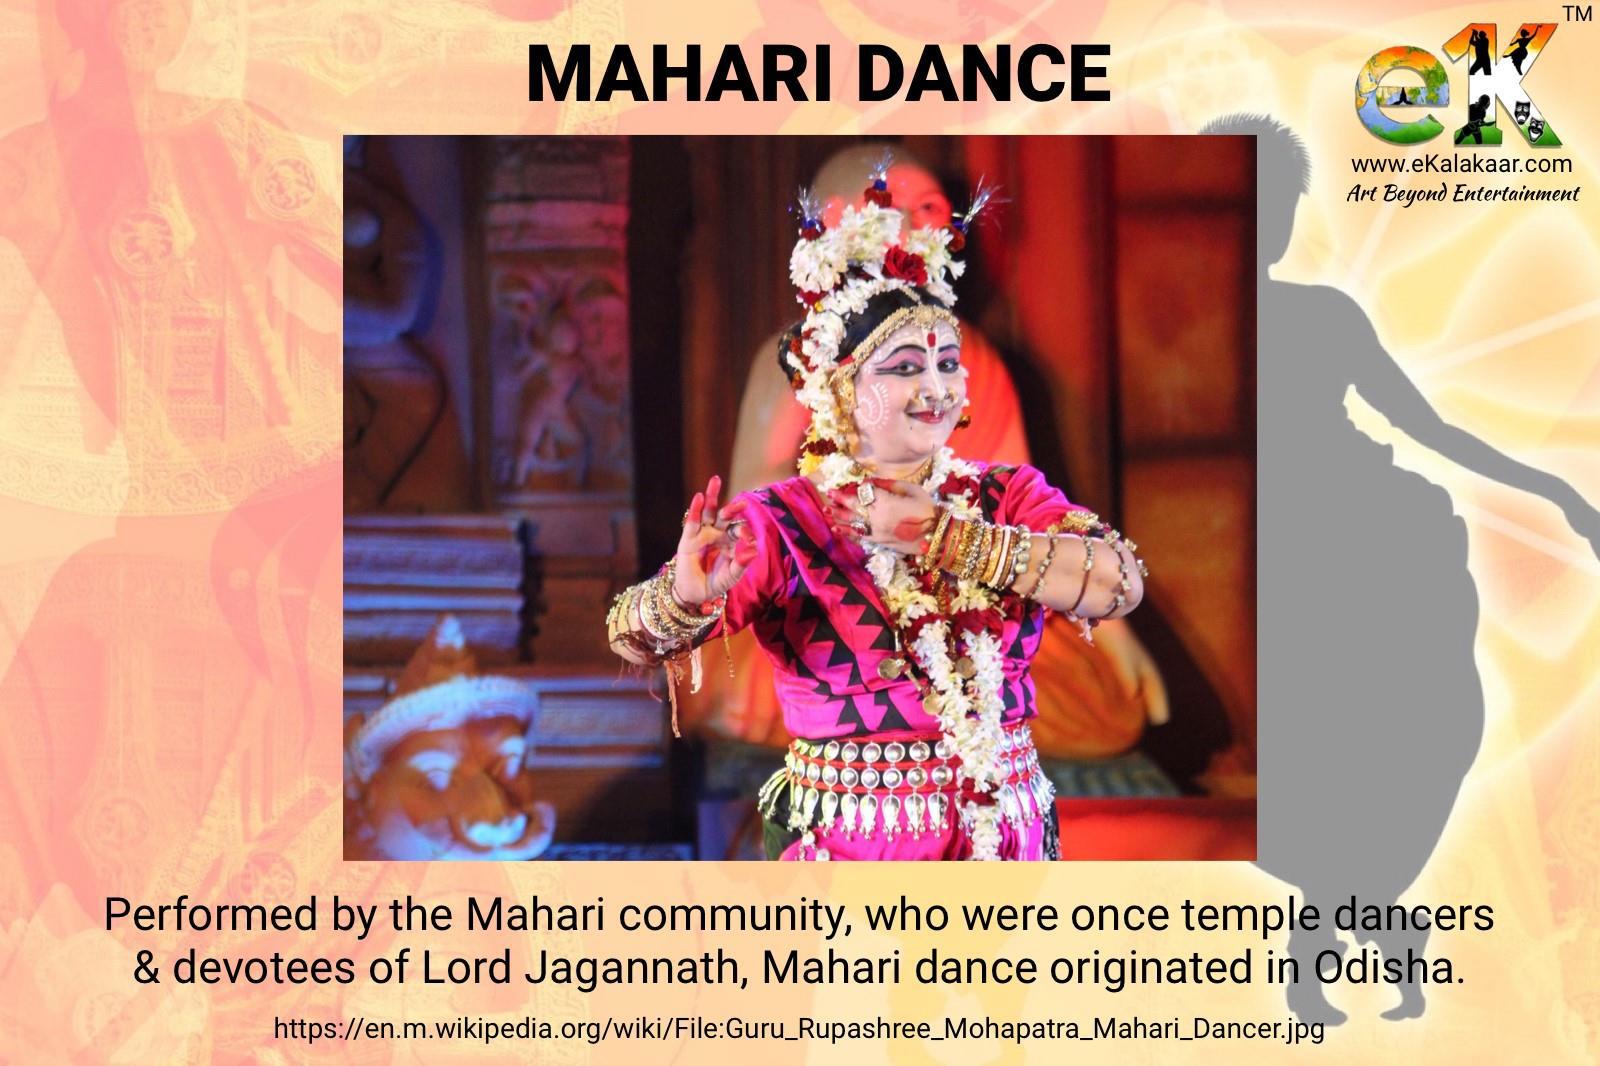 MAHARI DANCE
TM
eK
www.eKalakaar.com
Art Beyond Entertainment
Performed by the Mahari community, who were once temple dancers
& devotees of Lord Jagannath, Mahari dance originated in Odisha.
https://en.m.wikipedia.org/wiki/File:Guru_Rupashree_Mohapatra_Mahari_Dancer.jpg